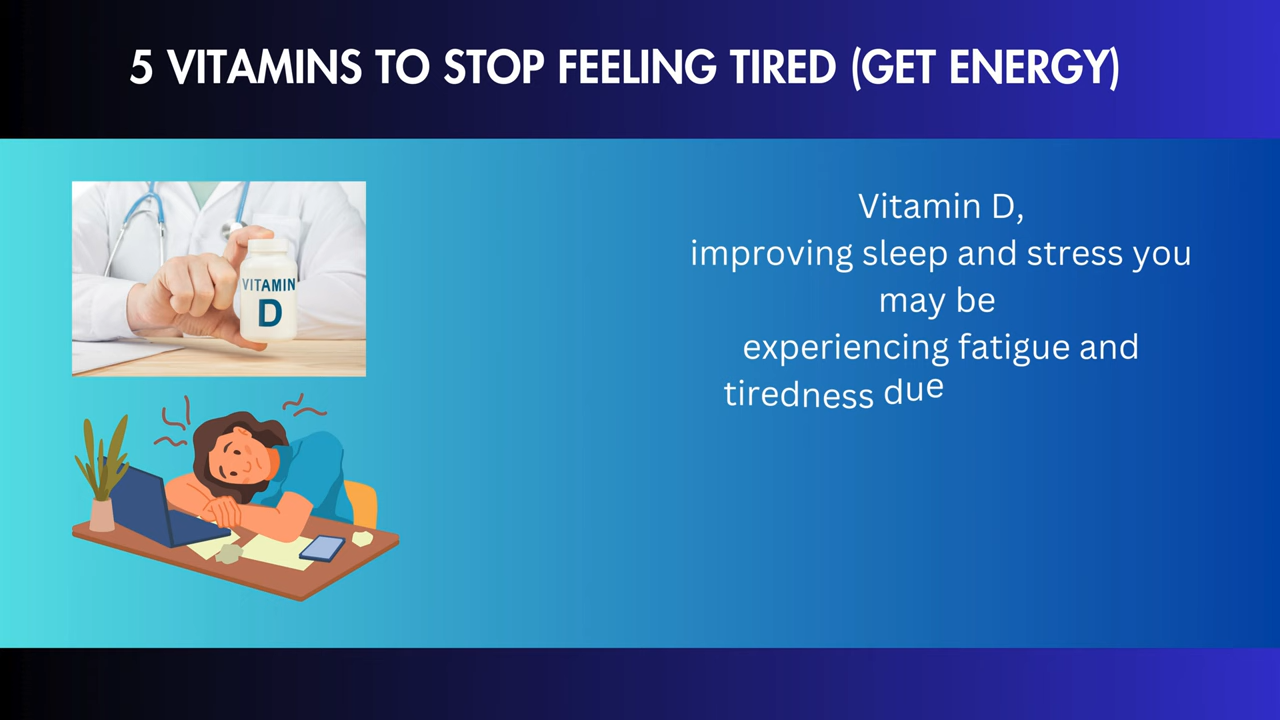 5 VITAMINS TO STOP FEELING TIRED (GET ENERGY)
VITAMIN
D
Vitamin D,
improving sleep and stress you
may be
experiencing fatigue and
tiredness due